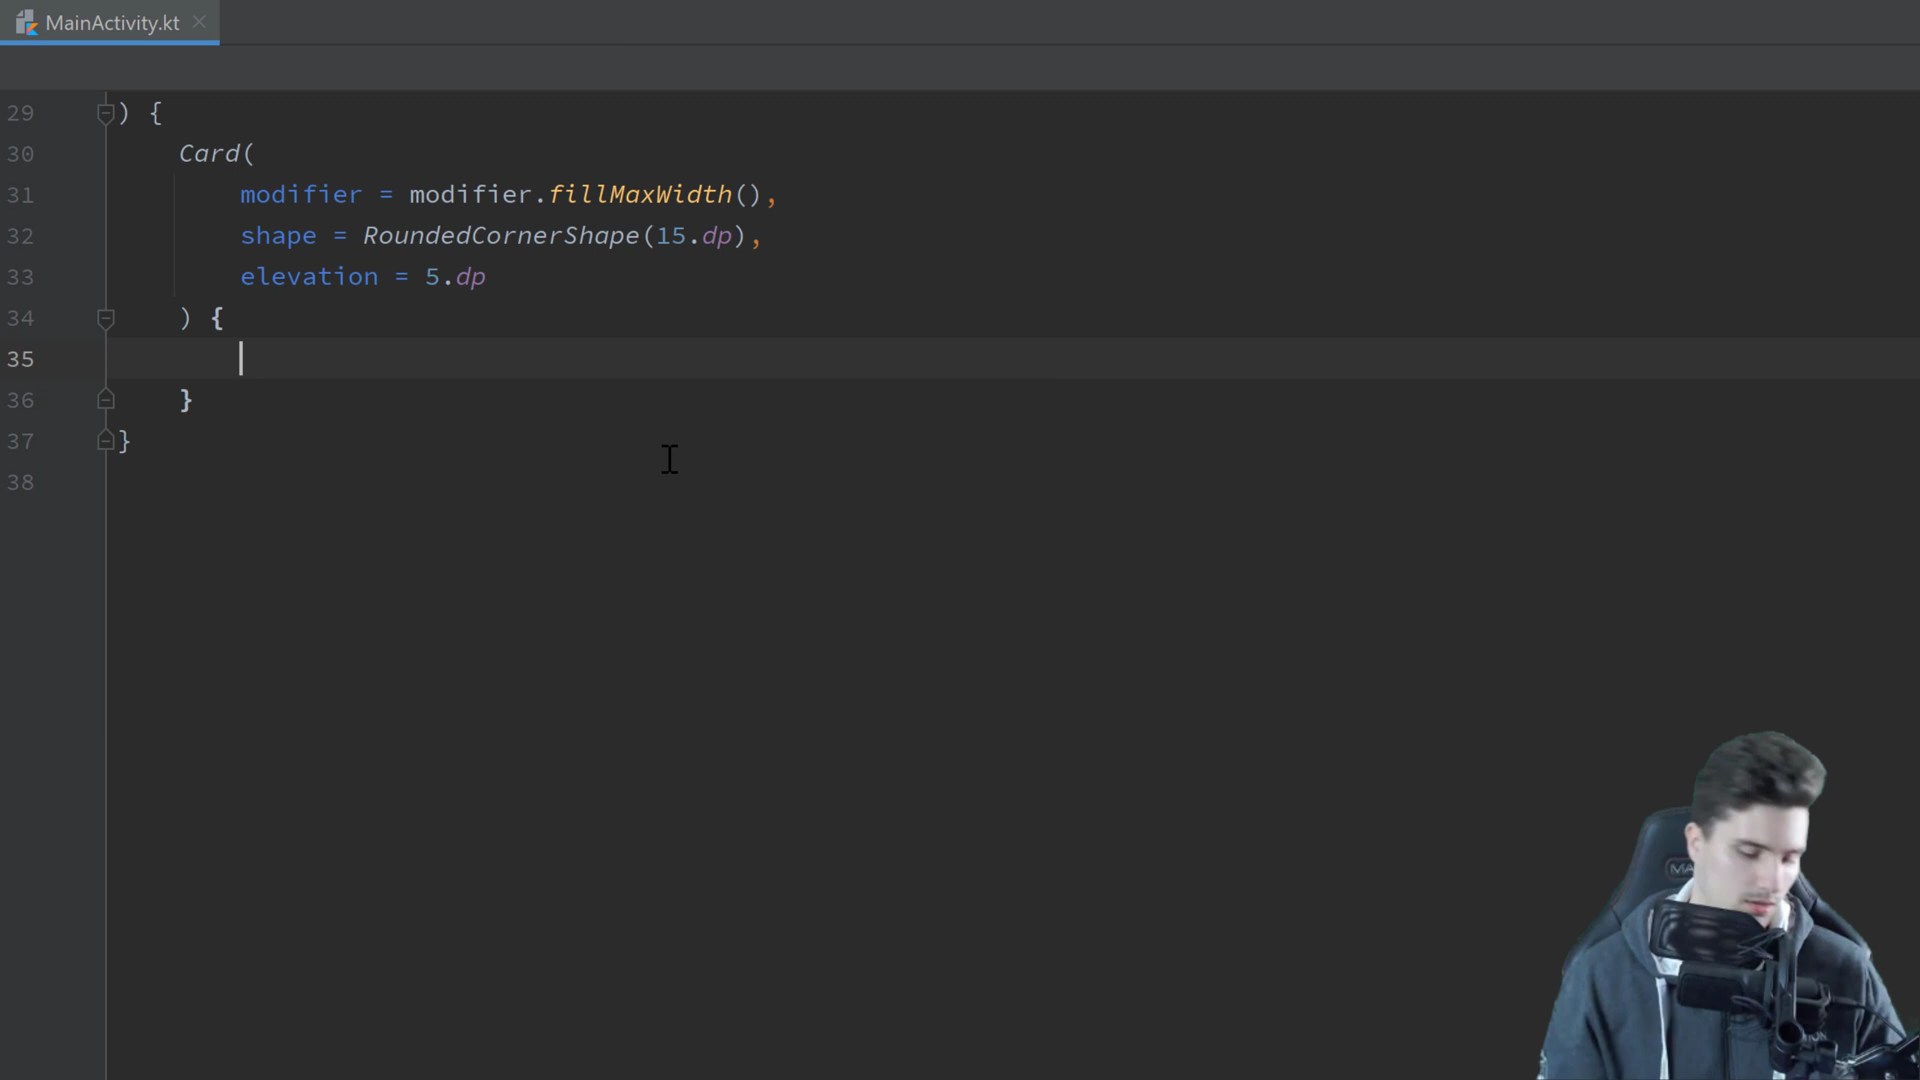 MainActivity.kt
29 ) {
30 Card(
31 modifier = modifier.fillMaxWidth(),
32 shape = RoundedCornerShape(15.dp),
33 elevation = 5.dp
34 ) {
35
36 }
37 }
38